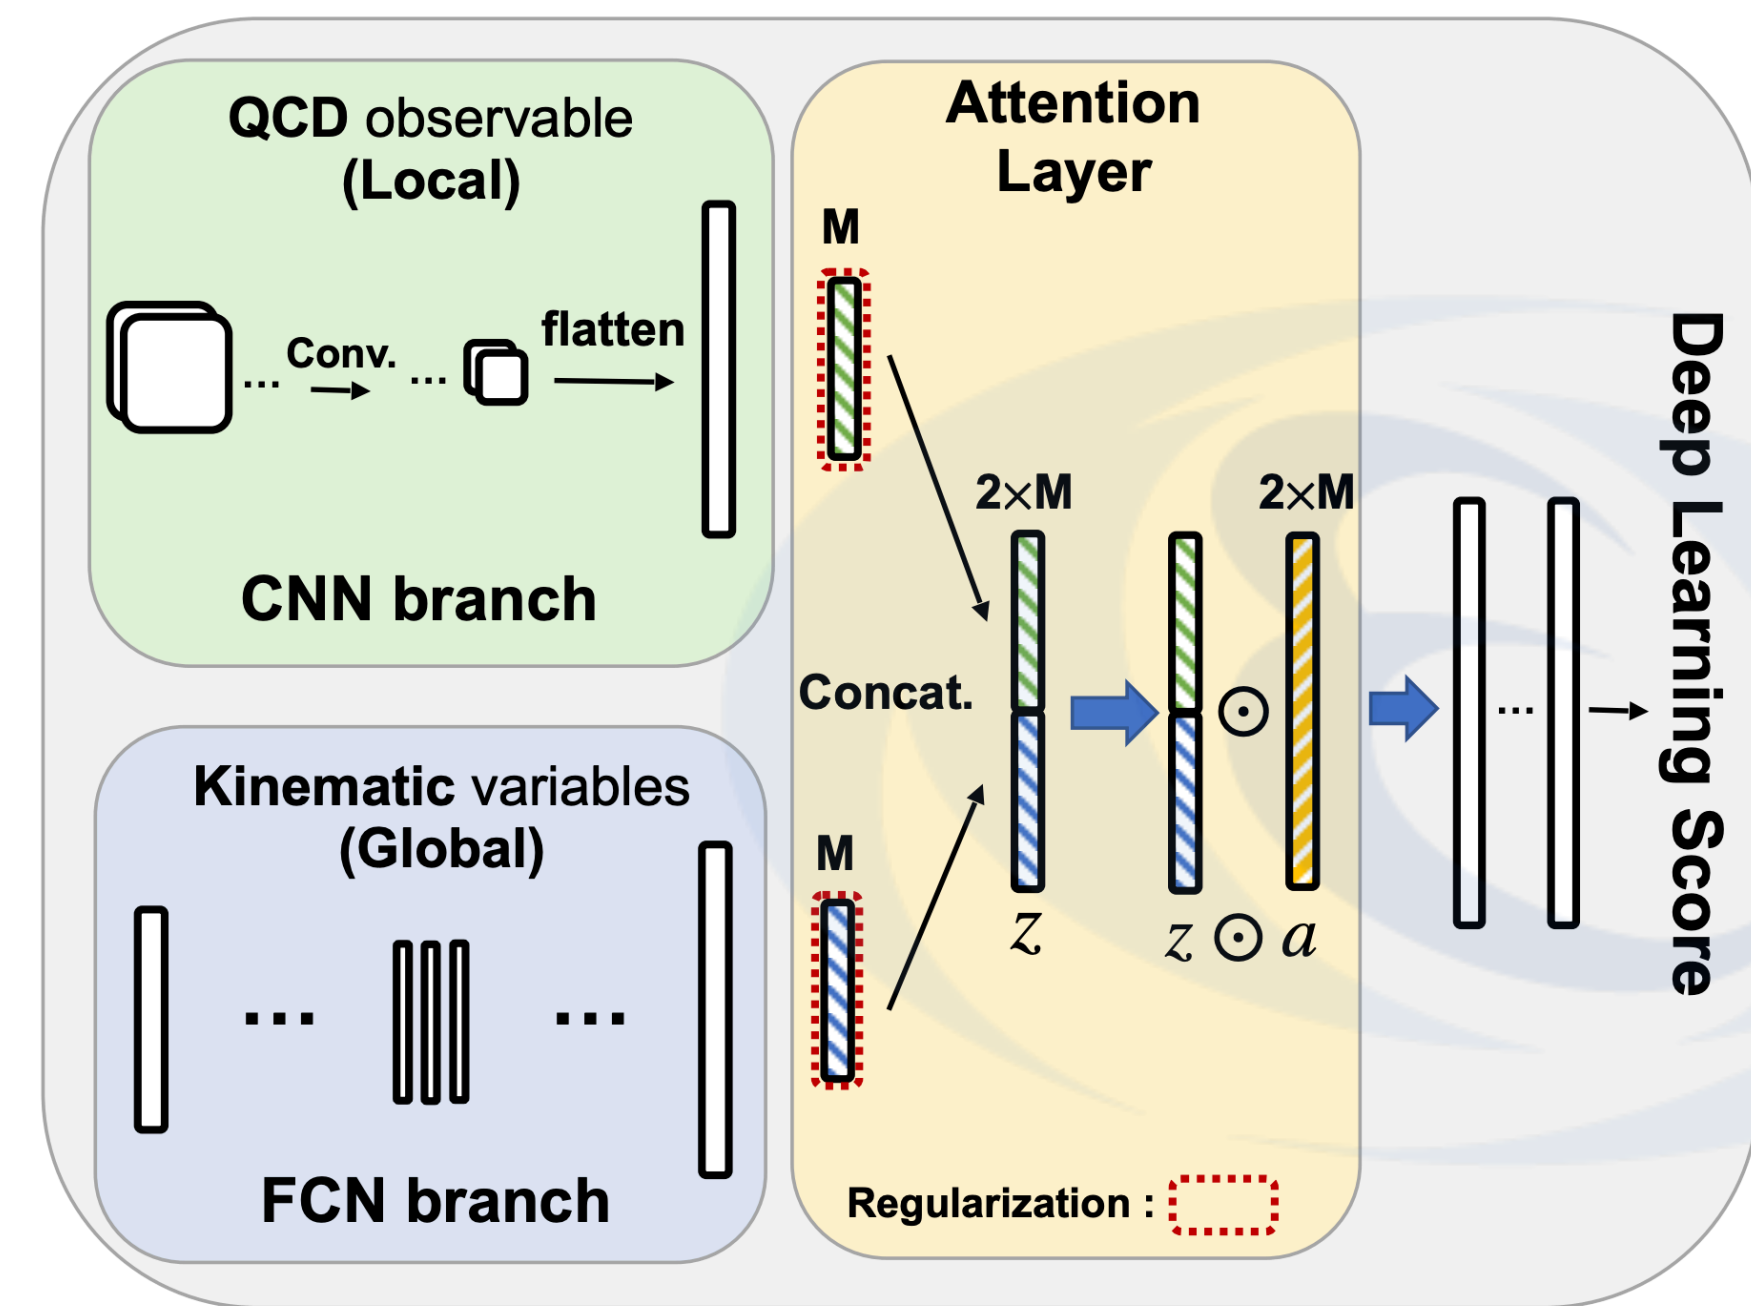 QCD observable
(Local)
... Conv. ... flatten
CNN branch
Kinematic variables
(Global)
... ...
FCN branch
Attention
Layer
M
2×M 2×M
Concat.
⊙
M
z z ⊙ a
Regularization :
...
Deep Learning Score